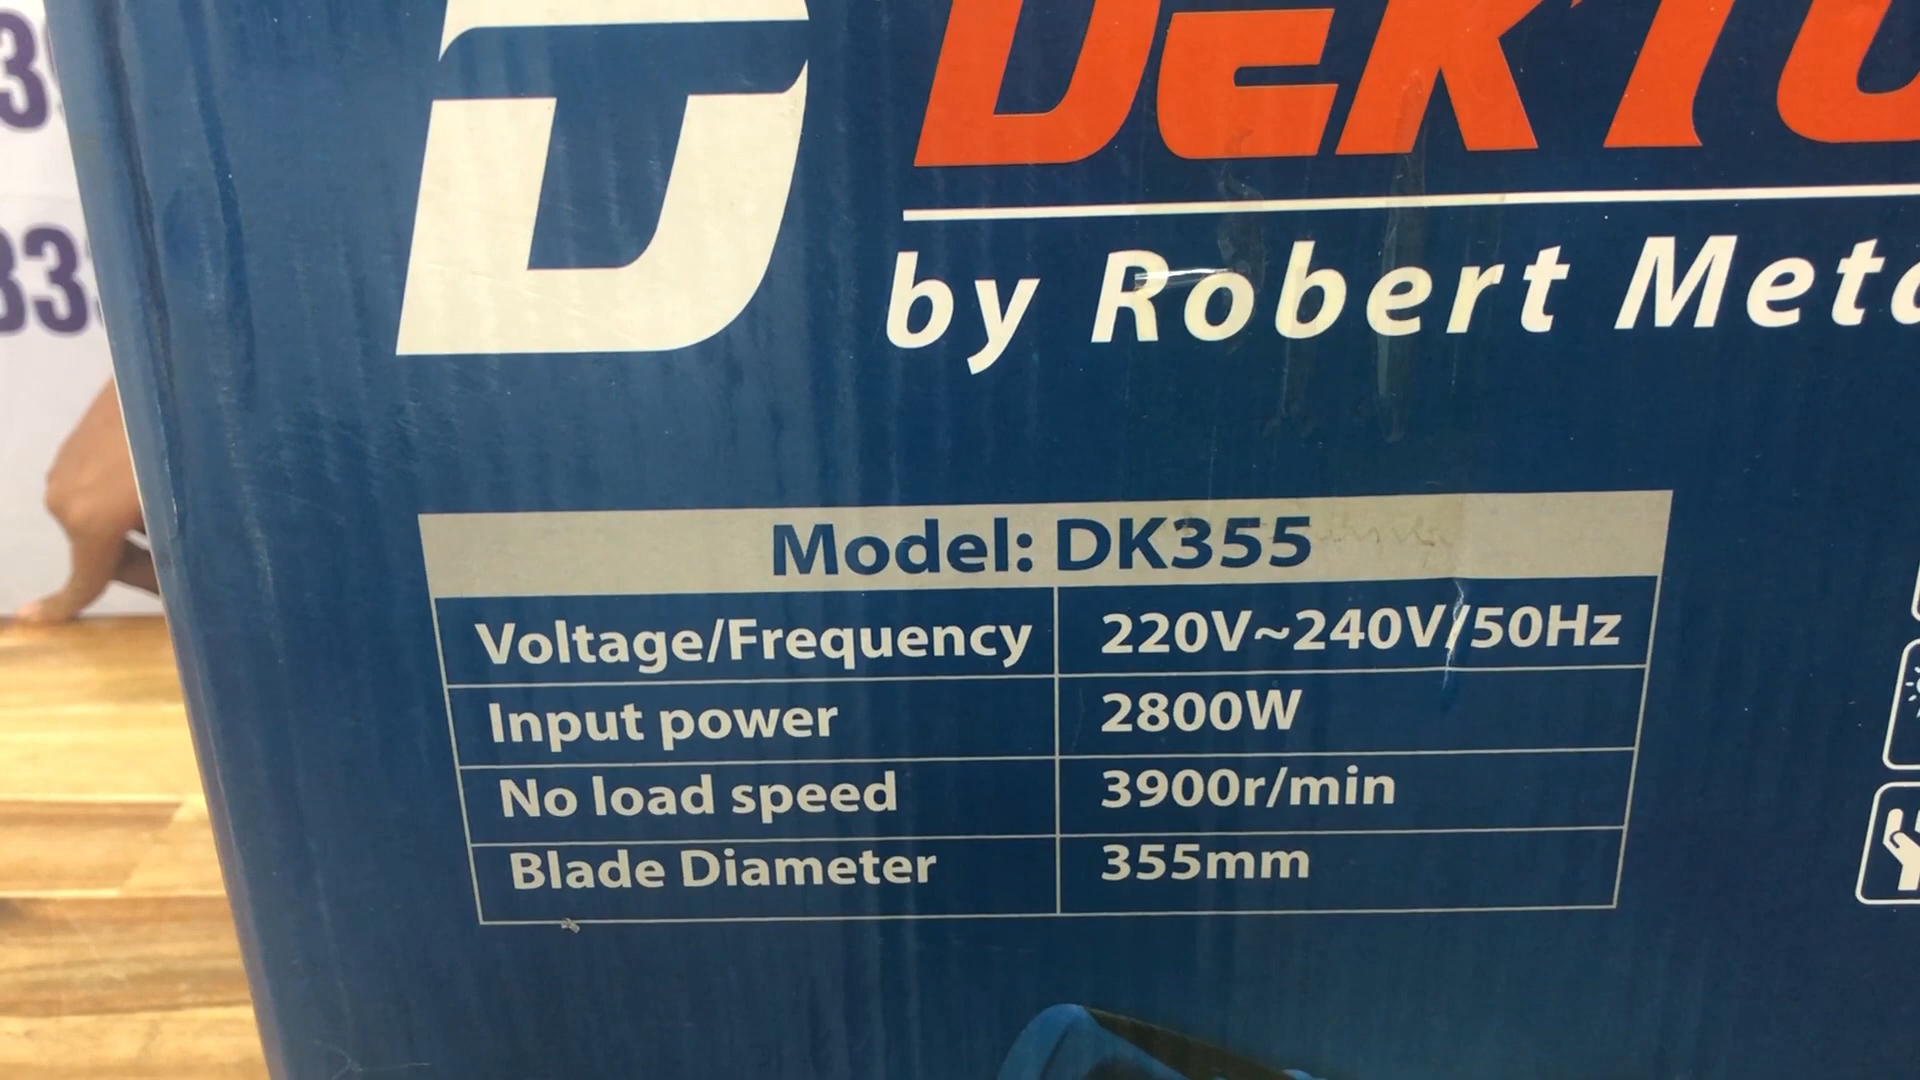 DEKTO
by Robert Meta
Model: DK355
Voltage/Frequency 220V~240V/50Hz
Input power 2800W
No load speed 3900r/min
Blade Diameter 355mm